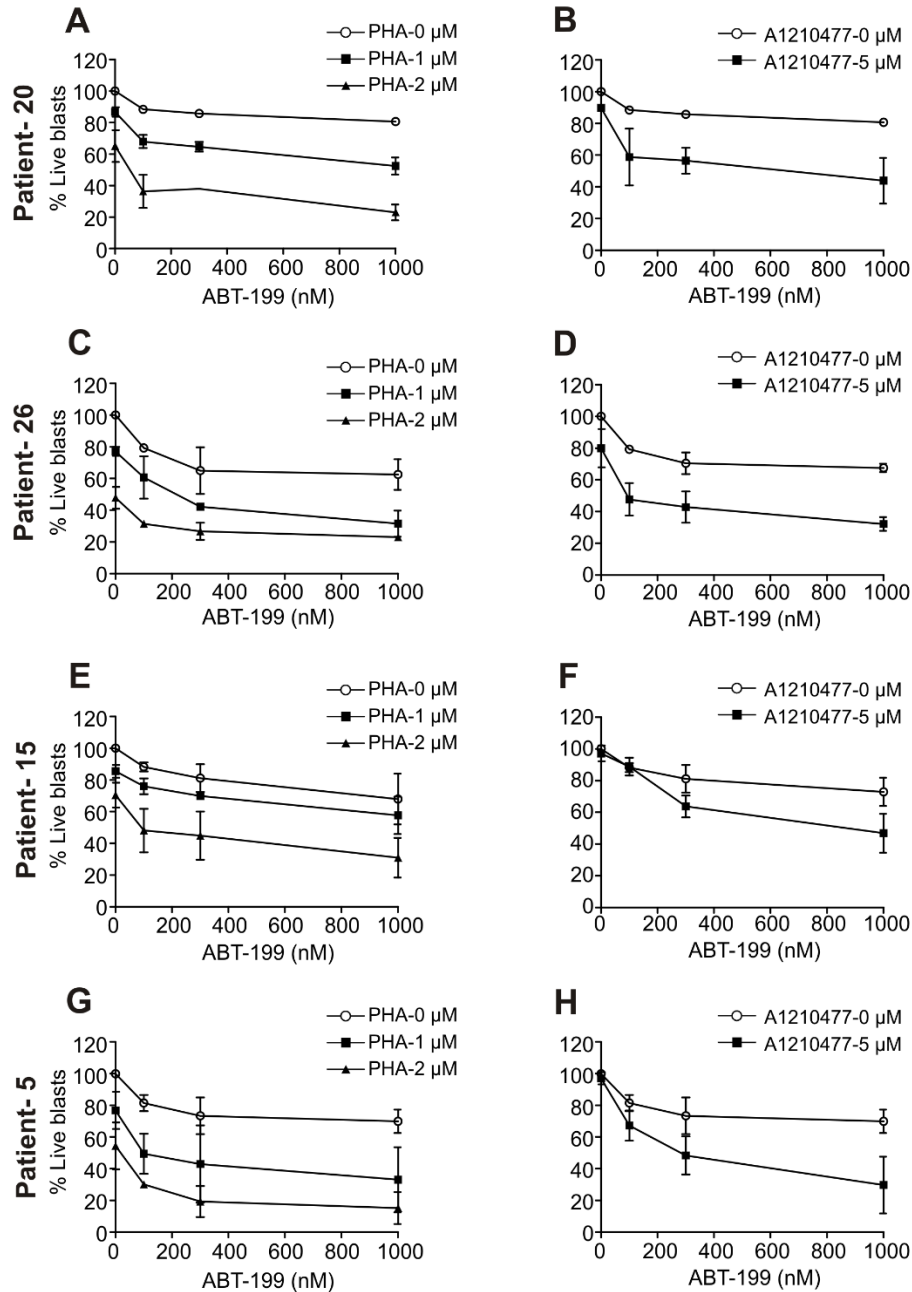 A
PHA-0 µM
PHA-1 µM
PHA-2 µM
Patient- 20
% Live blasts
120
100
80
60
40
20
0
0 200 400 600 800 1000
ABT-199 (nM)
B
A1210477-0 µM
A1210477-5 µM
120
100
80
60
40
20
0
0 200 400 600 800 1000
ABT-199 (nM)
C
PHA-0 µM
PHA-1 µM
PHA-2 µM
Patient- 26
% Live blasts
120
100
80
60
40
20
0
0 200 400 600 800 1000
ABT-199 (nM)
D
A1210477-0 µM
A1210477-5 µM
120
100
80
60
40
20
0
0 200 400 600 800 1000
ABT-199 (nM)
E
PHA-0 µM
PHA-1 µM
PHA-2 µM
Patient- 15
% Live blasts
120
100
80
60
40
20
0
0 200 400 600 800 1000
ABT-199 (nM)
F
A1210477-0 µM
A1210477-5 µM
120
100
80
60
40
20
0
0 200 400 600 800 1000
ABT-199 (nM)
G
PHA-0 µM
PHA-1 µM
PHA-2 µM
Patient- 5
% Live blasts
120
100
80
60
40
20
0
0 200 400 600 800 1000
ABT-199 (nM)
H
A1210477-0 µM
A1210477-5 µM
120
100
80
60
40
20
0
0 200 400 600 800 1000
ABT-199 (nM)